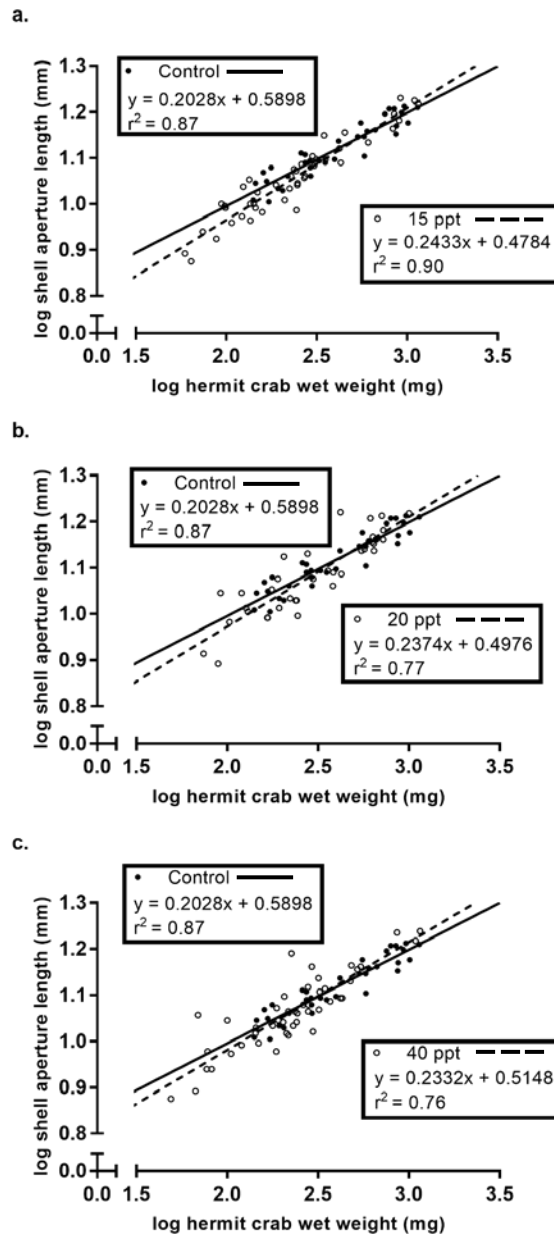 a.
Control
y = 0.2028x + 0.5898
r² = 0.87
15 ppt
y = 0.2433x + 0.4784
r² = 0.90
log shell aperture length (mm)
1.3
1.2
1.1
1.0
0.9
0.8
0.0
0.0 1.5 2.0 2.5 3.0 3.5
log hermit crab wet weight (mg)
b.
Control
y = 0.2028x + 0.5898
r² = 0.87
20 ppt
y = 0.2374x + 0.4976
r² = 0.77
log shell aperture length (mm)
1.3
1.2
1.1
1.0
0.9
0.8
0.0
0.0 1.5 2.0 2.5 3.0 3.5
log hermit crab wet weight (mg)
c.
Control
y = 0.2028x + 0.5898
r² = 0.87
40 ppt
y = 0.2332x + 0.5148
r² = 0.76
log shell aperture length (mm)
1.3
1.2
1.1
1.0
0.9
0.8
0.0
0.0 1.5 2.0 2.5 3.0 3.5
log hermit crab wet weight (mg)